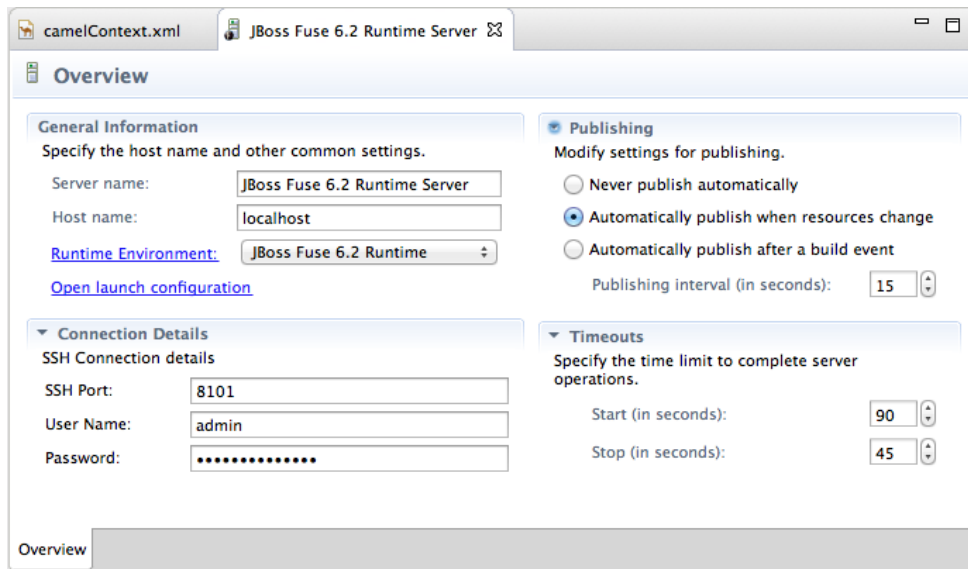 camelContext.xml
JBoss Fuse 6.2 Runtime Server
Overview
General Information
Specify the host name and other common settings.
Server name: JBoss Fuse 6.2 Runtime Server
Host name: localhost
Runtime Environment: JBoss Fuse 6.2 Runtime
Open launch configuration
Connection Details
SSH Connection details
SSH Port: 8101
User Name: admin
Password: ••••••••••••••
Publishing
Modify settings for publishing.
Never publish automatically
Automatically publish when resources change
Automatically publish after a build event
Publishing interval (in seconds): 15
Timeouts
Specify the time limit to complete server
operations.
Start (in seconds): 90
Stop (in seconds): 45
Overview